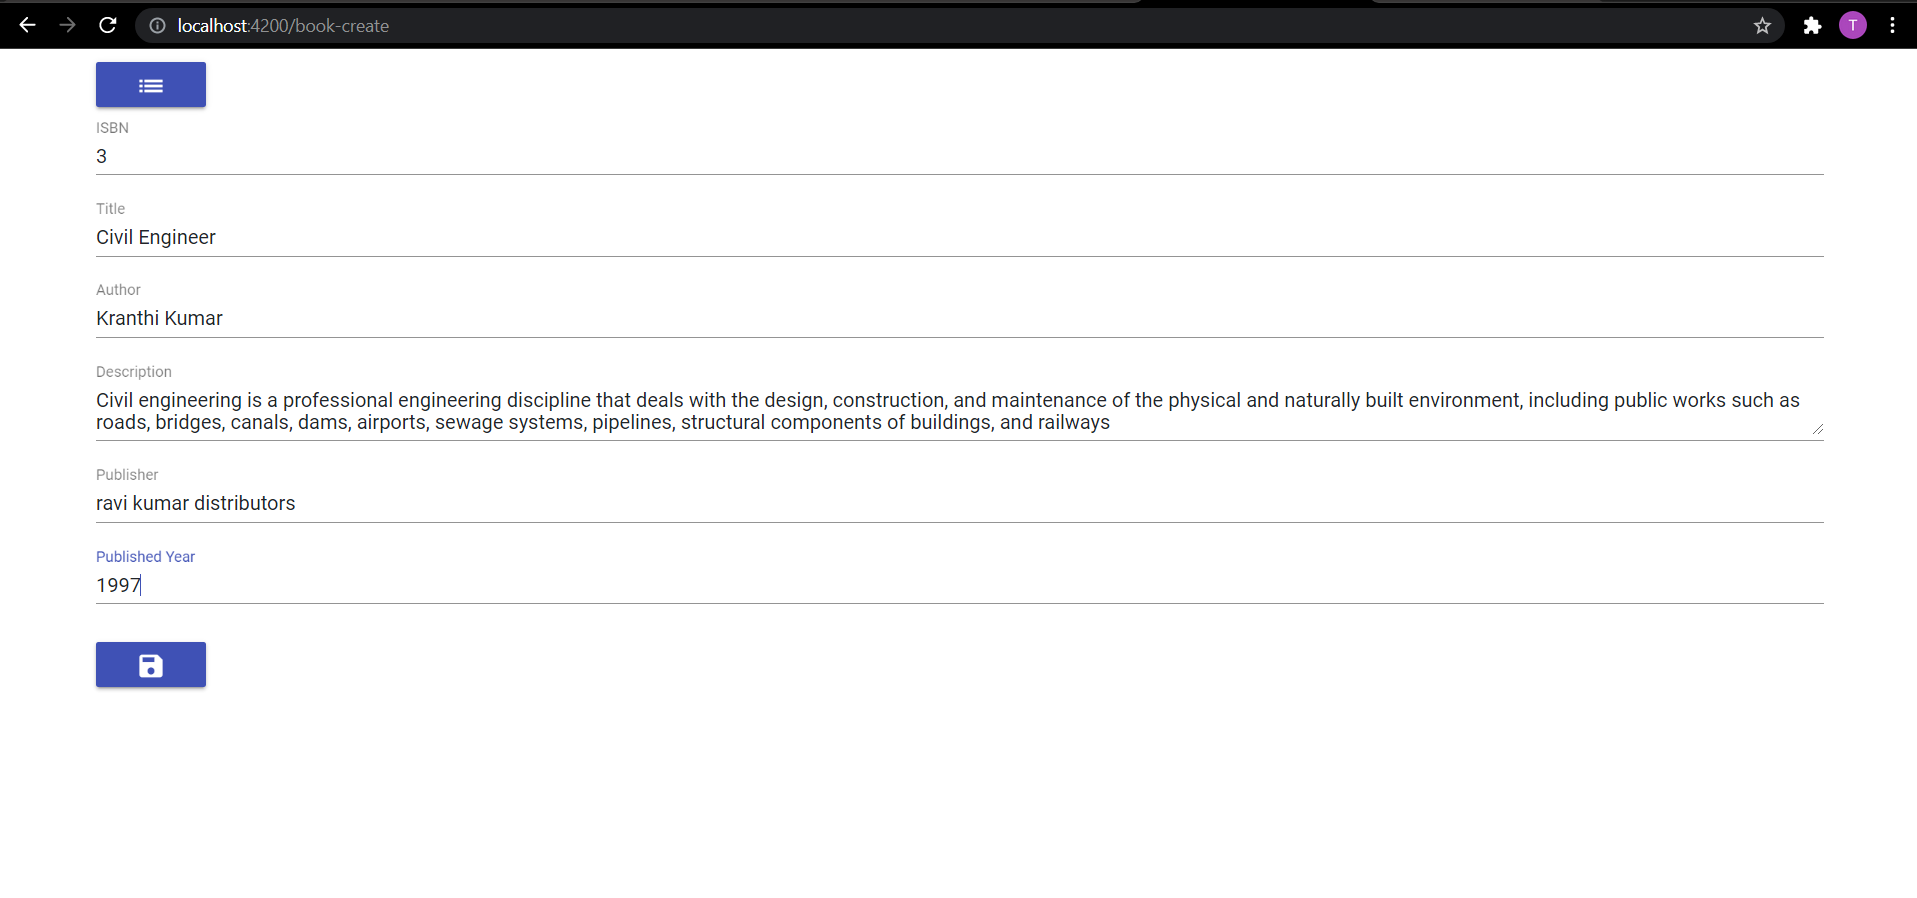 localhost:4200/book-create
T
ISBN
3
Title
Civil Engineer
Author
Kranthi Kumar
Description
Civil engineering is a professional engineering discipline that deals with the design, construction, and maintenance of the physical and naturally built environment, including public works such as
roads, bridges, canals, dams, airports, sewage systems, pipelines, structural components of buildings, and railways
Publisher
ravi kumar distributors
Published Year
1997